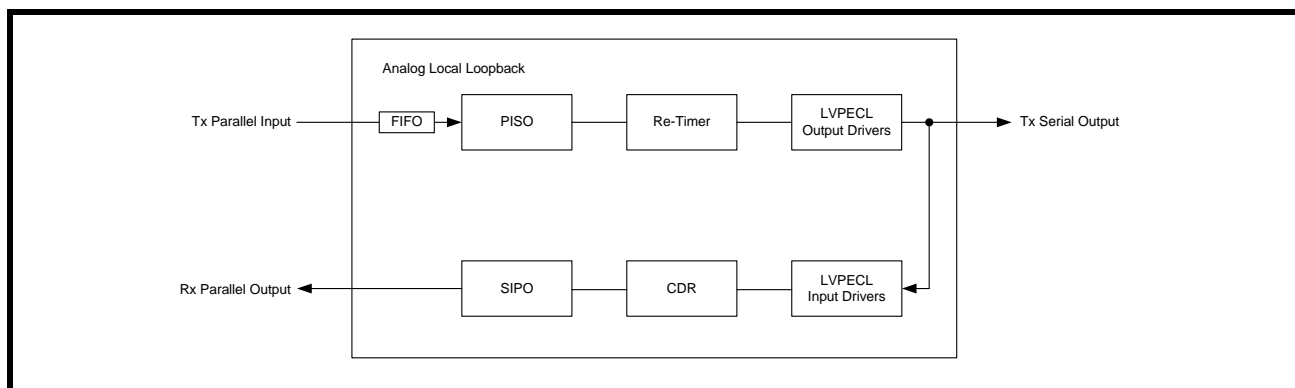 Analog Local Loopback
Tx Parallel Input
FIFO
PISO
Re-Timer
LVPECL
Output Drivers
Tx Serial Output
Rx Parallel Output
SIPO
CDR
LVPECL
Input Drivers